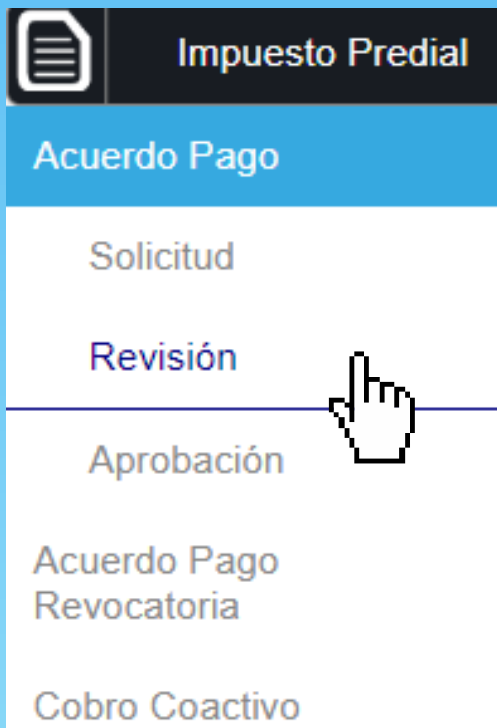 Impuesto Predial
Acuerdo Pago
Solicitud
Revisión
Aprobación
Acuerdo Pago
Revocatoria
Cobro Coactivo